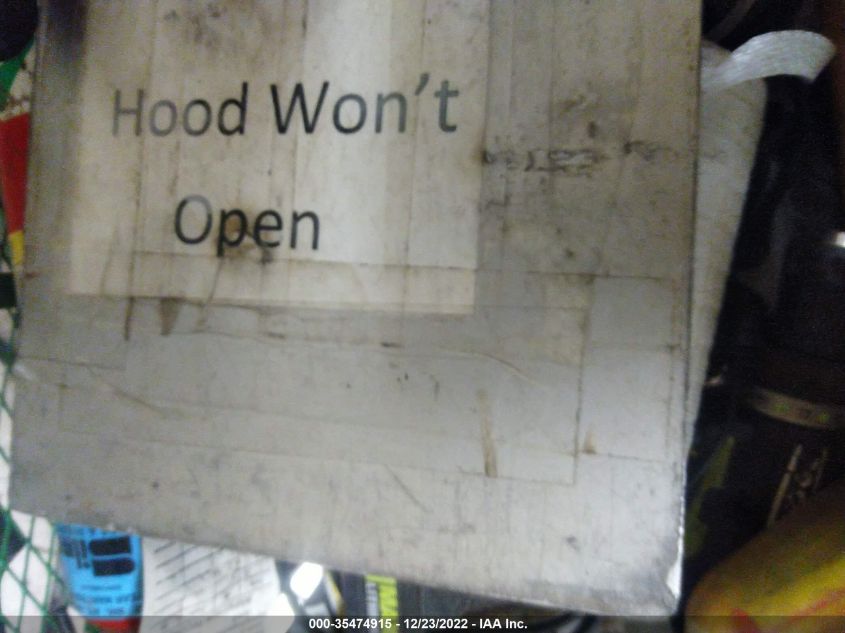 Hood Won't
Open
000-35474915 - 12/23/2022 - IAA Inc.